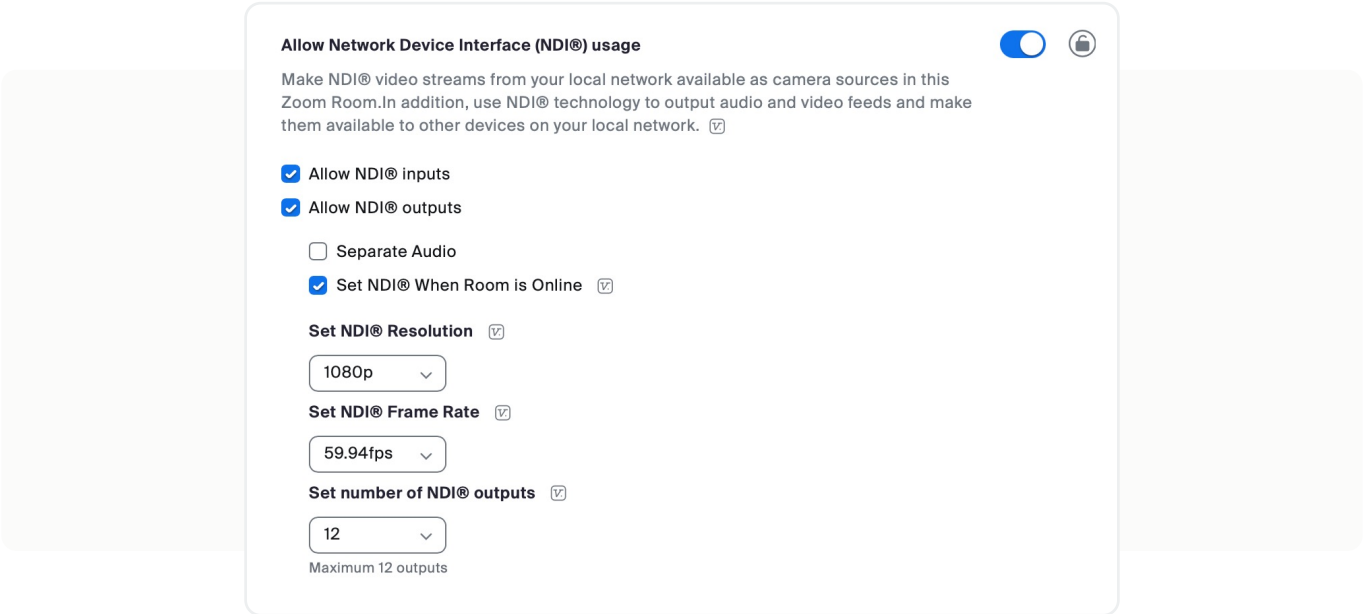 Allow Network Device Interface (NDI®) usage
Make NDI® video streams from your local network available as camera sources in this
Zoom Room.In addition, use NDI® technology to output audio and video feeds and make
them available to other devices on your local network. V:
Allow NDI® inputs
Allow NDI® outputs
Separate Audio
Set NDI® When Room is Online V:
Set NDI® Resolution V:
1080p
Set NDI® Frame Rate V:
59.94fps
Set number of NDI® outputs V:
12
Maximum 12 outputs